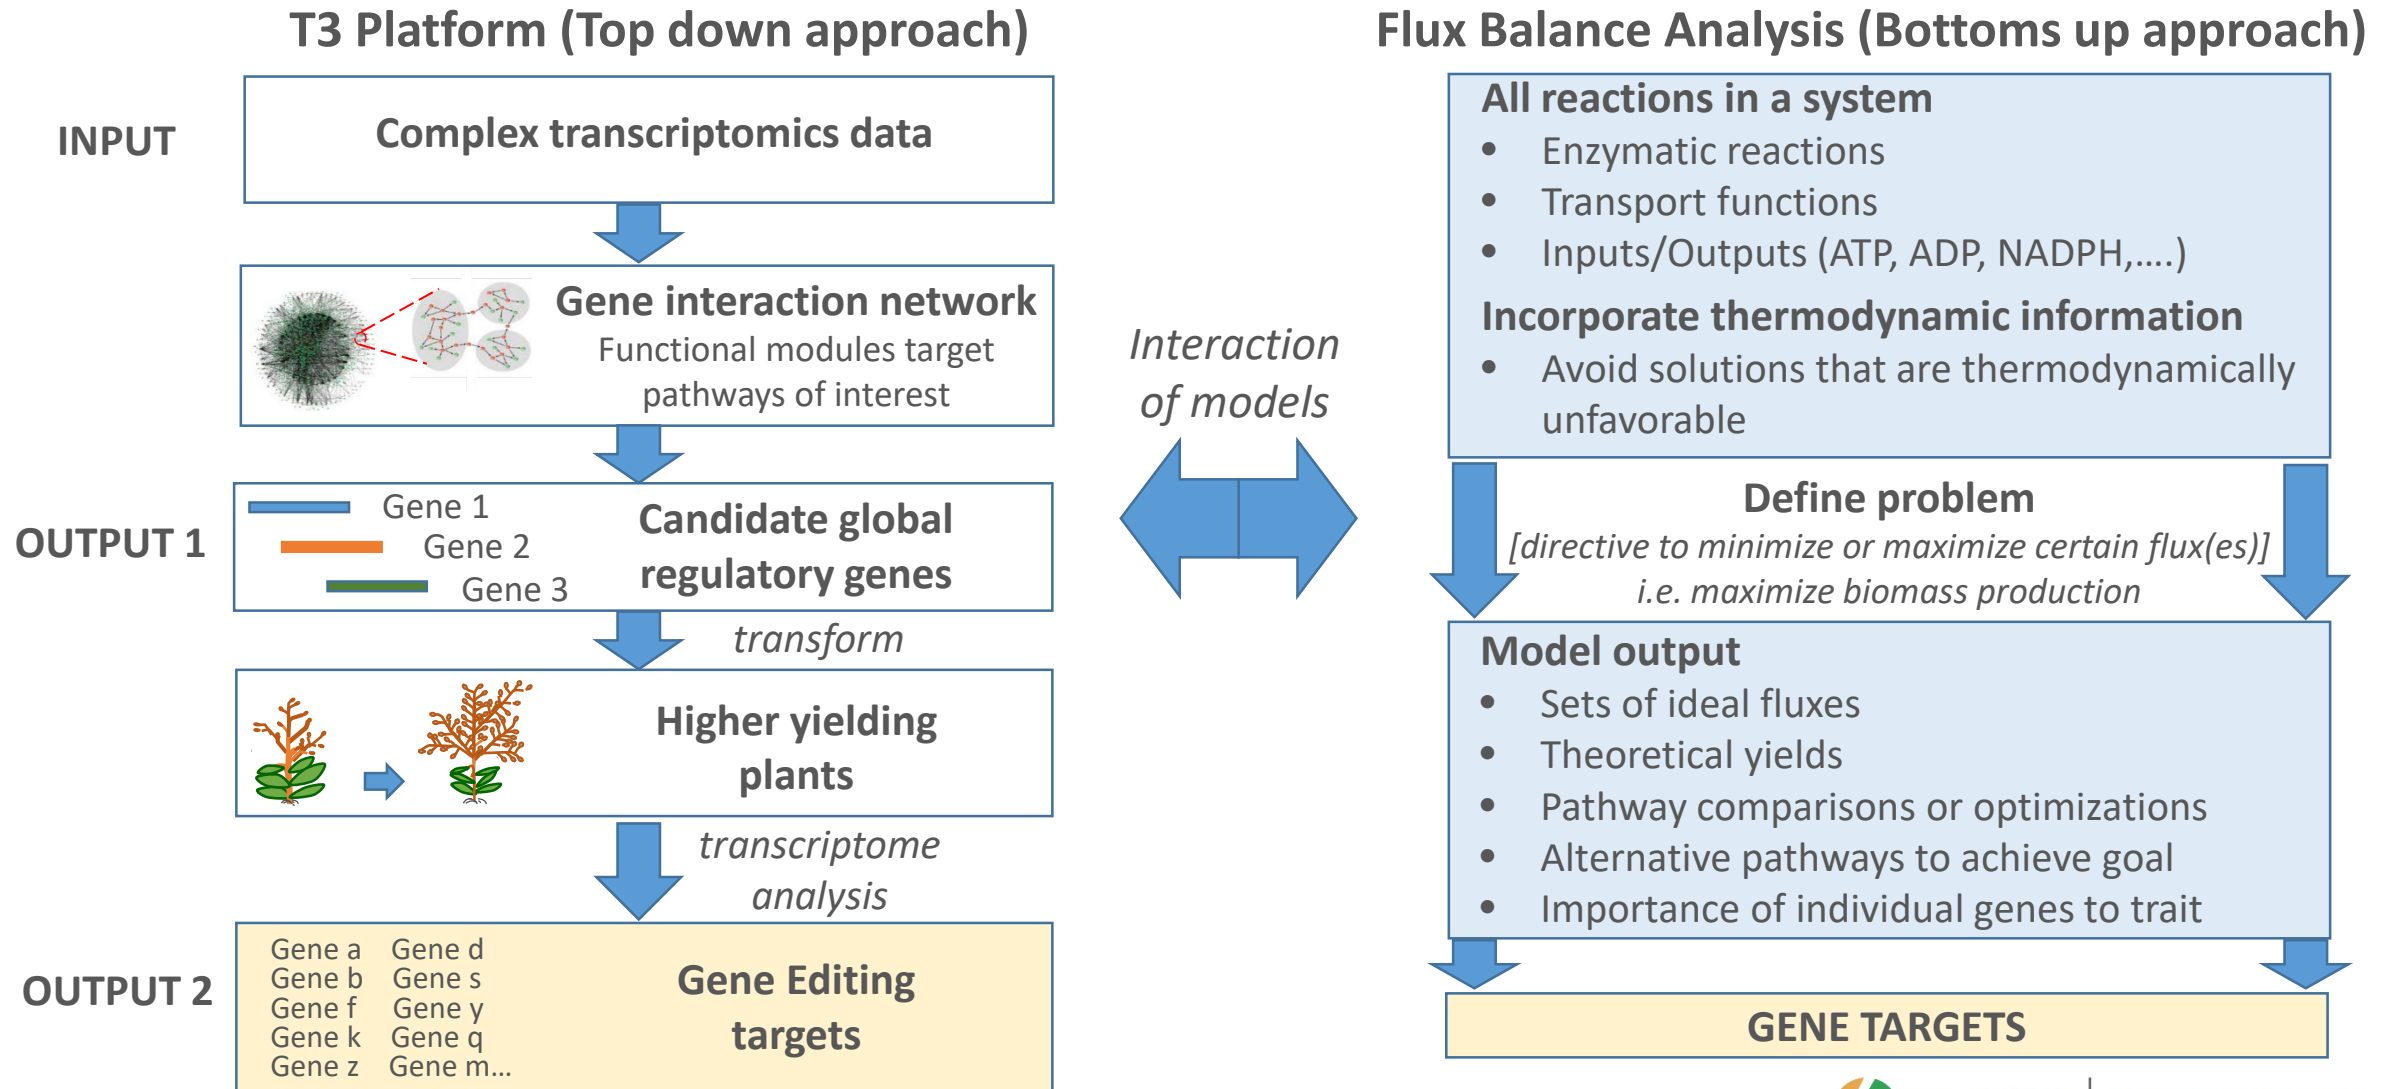 T3 Platform (Top down approach)
INPUT
Complex transcriptomics data
Gene interaction network
Functional modules target
pathways of interest
OUTPUT 1
Gene 1
Gene 2
Gene 3
Candidate global
regulatory genes
transform
Higher yielding
plants
transcriptome
analysis
OUTPUT 2
Gene a Gene d
Gene b Gene s
Gene f Gene y
Gene k Gene q
Gene z Gene m...
Gene Editing
targets
Interaction
of models
Flux Balance Analysis (Bottoms up approach)
All reactions in a system
• Enzymatic reactions
• Transport functions
• Inputs/Outputs (ATP, ADP, NADPH,....)
Incorporate thermodynamic information
• Avoid solutions that are thermodynamically
unfavorable
Define problem
[directive to minimize or maximize certain flux(es)]
i.e. maximize biomass production
Model output
• Sets of ideal fluxes
• Theoretical yields
• Pathway comparisons or optimizations
• Alternative pathways to achieve goal
• Importance of individual genes to trait
GENE TARGETS